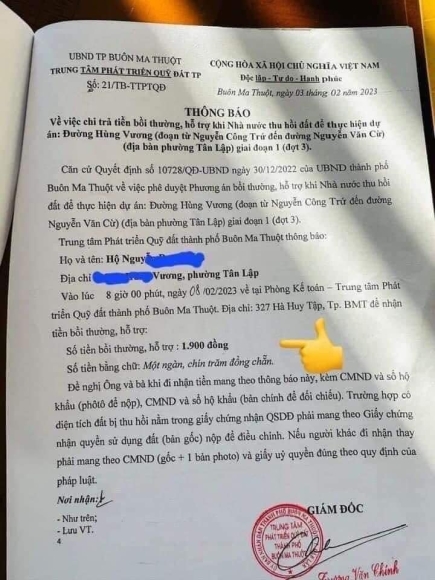 UBND TP BUÔN MA THUỘT
TRUNG TÂM PHÁT TRIỂN QUỸ ĐẤT TP
Số: 21/TB-TTPTQĐ
CỘNG HÒA XÃ HỘI CHỦ NGHĨA VIỆT NAM
Độc lập - Tự do - Hạnh phúc
Buôn Ma Thuột, ngày 03 tháng 02 năm 2023
THÔNG BÁO
Về việc chi trả tiền bồi thường, hỗ trợ khi Nhà nước thu hồi đất để thực hiện dự
án: Đường Hùng Vương (đoạn từ Nguyễn Công Trứ đến đường Nguyễn Văn Cừ)
(địa bàn phường Tân Lập) giai đoạn 1 (đợt 3).
Căn cứ Quyết định số 10728/QĐ-UBND ngày 30/12/2022 của UBND thành phố
Buôn Ma Thuột về việc phê duyệt Phương án bồi thường, hỗ trợ khi Nhà nước thu hồi
đất để thực hiện dự án: Đường Hùng Vương (đoạn từ Nguyễn Công Trứ đến đường
Nguyễn Văn Cừ) (địa bàn phường Tân Lập) giai đoạn 1 (đợt 3).
Trung tâm Phát triển Quỹ đất thành phố Buôn Ma Thuột thông báo:
Họ và tên: Hộ Nguyễ
Địa chỉ Vương, phường Tân Lập
Vào lúc 8 giờ 00 phút, ngày 08/02/2023 về tại Phòng Kế toán – Trung tâm Phát
triển Quỹ đất thành phố Buôn Ma Thuột. Địa chỉ: 327 Hà Huy Tập, Tp. BMT để nhận
tiền bồi thường, hỗ trợ:
Số tiền bồi thường, hỗ trợ : 1.900 đồng
Số tiền bằng chữ: Một ngàn, chín trăm đồng chẵn.
Đề nghị Ông và bà khi đi nhận tiền mang theo thông báo này, kèm CMND và sổ hộ
khẩu (phôtô để nộp), CMND và sổ hộ khẩu (bản chính để đối chiếu). Trường hợp có
diện tích đất bị thu hồi nằm trong giấy chứng nhận QSDĐ phải mang theo Giấy chứng
nhận quyền sử dụng đất (bản gốc) nộp để điều chỉnh. Nếu người khác đi nhận thay
phải mang theo CMND (gốc + 1 bản photo) và giấy uỷ quyền đúng theo quy định của
pháp luật.
Nơi nhận:
- Như trên;
- Lưu VT.
4
GIÁM ĐỐC
TRUNG TÂM
PHÁT TRIỂN QUỸ ĐẤT
THÀNH PHỐ
BUÔN MA THUỘT
Trương Văn Chính